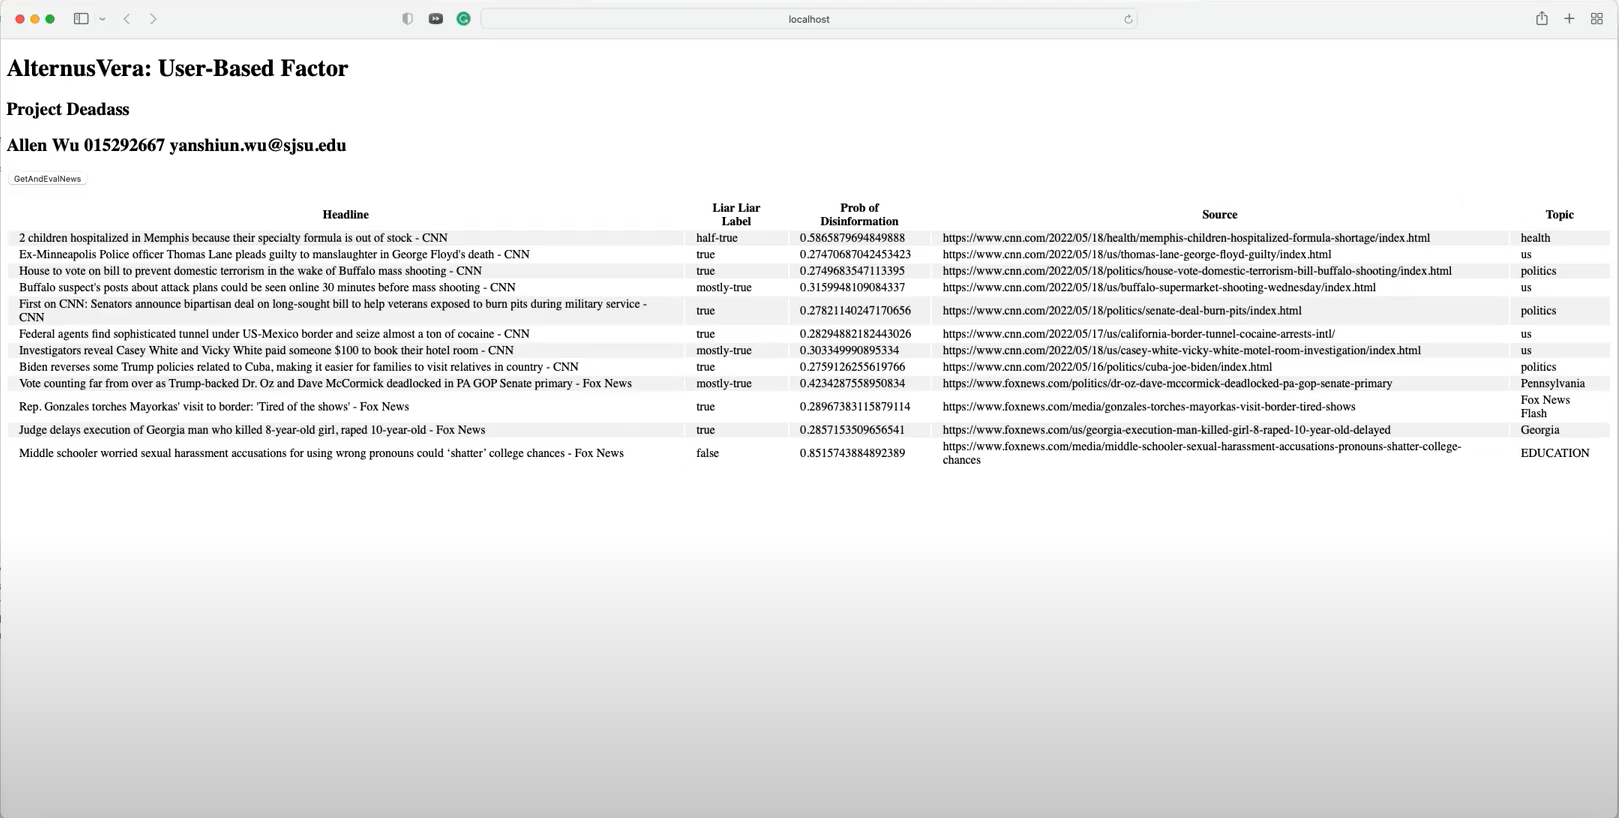 localhost
AlternusVera: User-Based Factor
Project Deadass
Allen Wu 015292667 yanshiun.wu@sjsu.edu
GetAndEvalNews
Headline Liar Liar Label Prob of Disinformation Source Topic
2 children hospitalized in Memphis because their specialty formula is out of stock - CNN half-true 0.5865879694849888 https://www.cnn.com/2022/05/18/health/memphis-children-hospitalized-formula-shortage/index.html health
Ex-Minneapolis Police officer Thomas Lane pleads guilty to manslaughter in George Floyd's death - CNN true 0.27470687042453423 https://www.cnn.com/2022/05/18/us/thomas-lane-george-floyd-guilty/index.html us
House to vote on bill to prevent domestic terrorism in the wake of Buffalo mass shooting - CNN true 0.2749683547113395 https://www.cnn.com/2022/05/18/politics/house-vote-domestic-terrorism-bill-buffalo-shooting/index.html politics
Buffalo suspect's posts about attack plans could be seen online 30 minutes before mass shooting - CNN mostly-true 0.3159948109084337 https://www.cnn.com/2022/05/18/us/buffalo-supermarket-shooting-wednesday/index.html us
First on CNN: Senators announce bipartisan deal on long-sought bill to help veterans exposed to burn pits during military service -
CNN true 0.27821140247170656 https://www.cnn.com/2022/05/18/politics/senate-deal-burn-pits/index.html politics
Federal agents find sophisticated tunnel under US-Mexico border and seize almost a ton of cocaine - CNN true 0.28294882182443026 https://www.cnn.com/2022/05/17/us/california-border-tunnel-cocaine-arrests-intl/ us
Investigators reveal Casey White and Vicky White paid someone $100 to book their hotel room - CNN mostly-true 0.303349990895334 https://www.cnn.com/2022/05/18/us/casey-white-vicky-white-motel-room-investigation/index.html us
Biden reverses some Trump policies related to Cuba, making it easier for families to visit relatives in country - CNN true 0.2759126255619766 https://www.cnn.com/2022/05/16/politics/cuba-joe-biden/index.html politics
Vote counting far from over as Trump-backed Dr. Oz and Dave McCormick deadlocked in PA GOP Senate primary - Fox News mostly-true 0.4234287558950834 https://www.foxnews.com/politics/dr-oz-dave-mccormick-deadlocked-pa-gop-senate-primary Pennsylvania
Rep. Gonzales torches Mayorkas' visit to border: 'Tired of the shows' - Fox News true 0.28967383115879114 https://www.foxnews.com/media/gonzales-torches-mayorkas-visit-border-tired-shows Fox News
Flash
Judge delays execution of Georgia man who killed 8-year-old girl, raped 10-year-old - Fox News true 0.2857153509656541 https://www.foxnews.com/us/georgia-execution-man-killed-girl-8-raped-10-year-old-delayed Georgia
Middle schooler worried sexual harassment accusations for using wrong pronouns could ‘shatter’ college chances - Fox News false 0.8515743884892389 https://www.foxnews.com/media/middle-schooler-sexual-harassment-accusations-pronouns-shatter-college-
chances EDUCATION